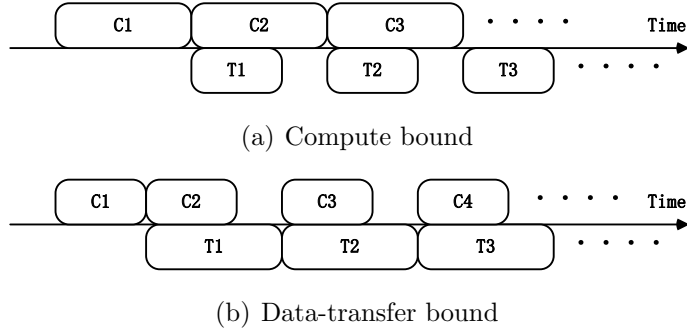 C1 C2 C3 · · · · Time
T1 T2 T3 · · · ·
(a) Compute bound
C1 C2 C3 C4 · · · · Time
T1 T2 T3 · · · ·
(b) Data-transfer bound